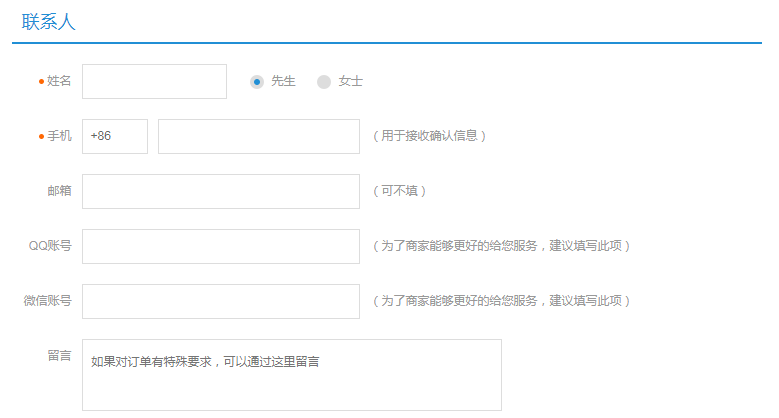 联系人
姓名 先生 女士
手机 +86 （用于接收确认信息）
邮箱 （可不填）
QQ账号 （为了商家能够更好的给您服务，建议填写此项）
微信账号 （为了商家能够更好的给您服务，建议填写此项）
留言 如果对订单有特殊要求，可以通过这里留言